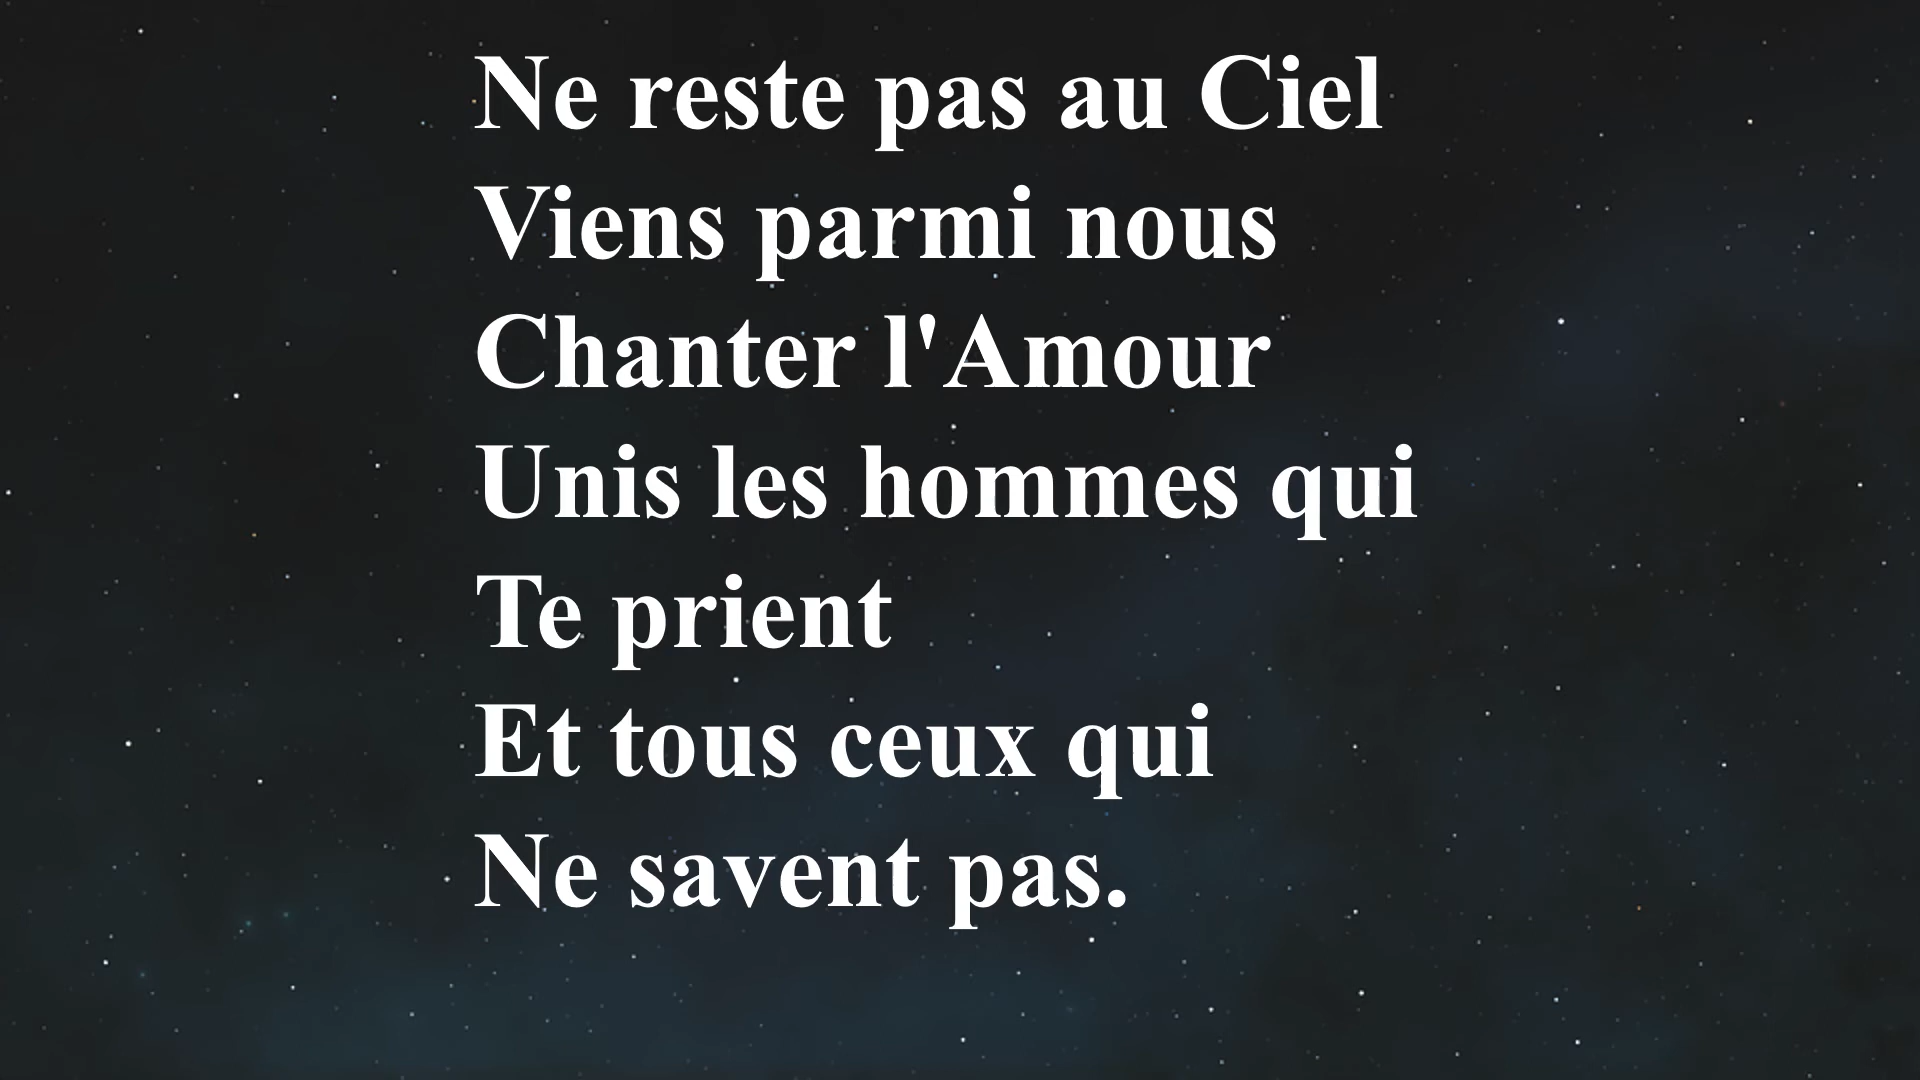 Ne reste pas au Ciel
Viens parmi nous
Chanter l'Amour
Unis les hommes qui
Te prient
Et tous ceux qui
Ne savent pas.